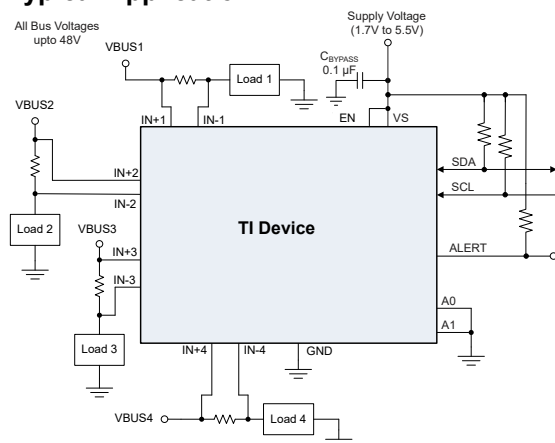 All Bus Voltages
upto 48V
Supply Voltage
(1.7V to 5.5V)
VBUS1
Load 1
CBYPASS
0.1 µF
IN+1
IN-1
EN
VS
VBUS2
IN+2
IN-2
Load 2
SDA
SCL
TI Device
VBUS3
IN+3
IN-3
Load 3
ALERT
A0
A1
IN+4
IN-4
GND
VBUS4
Load 4